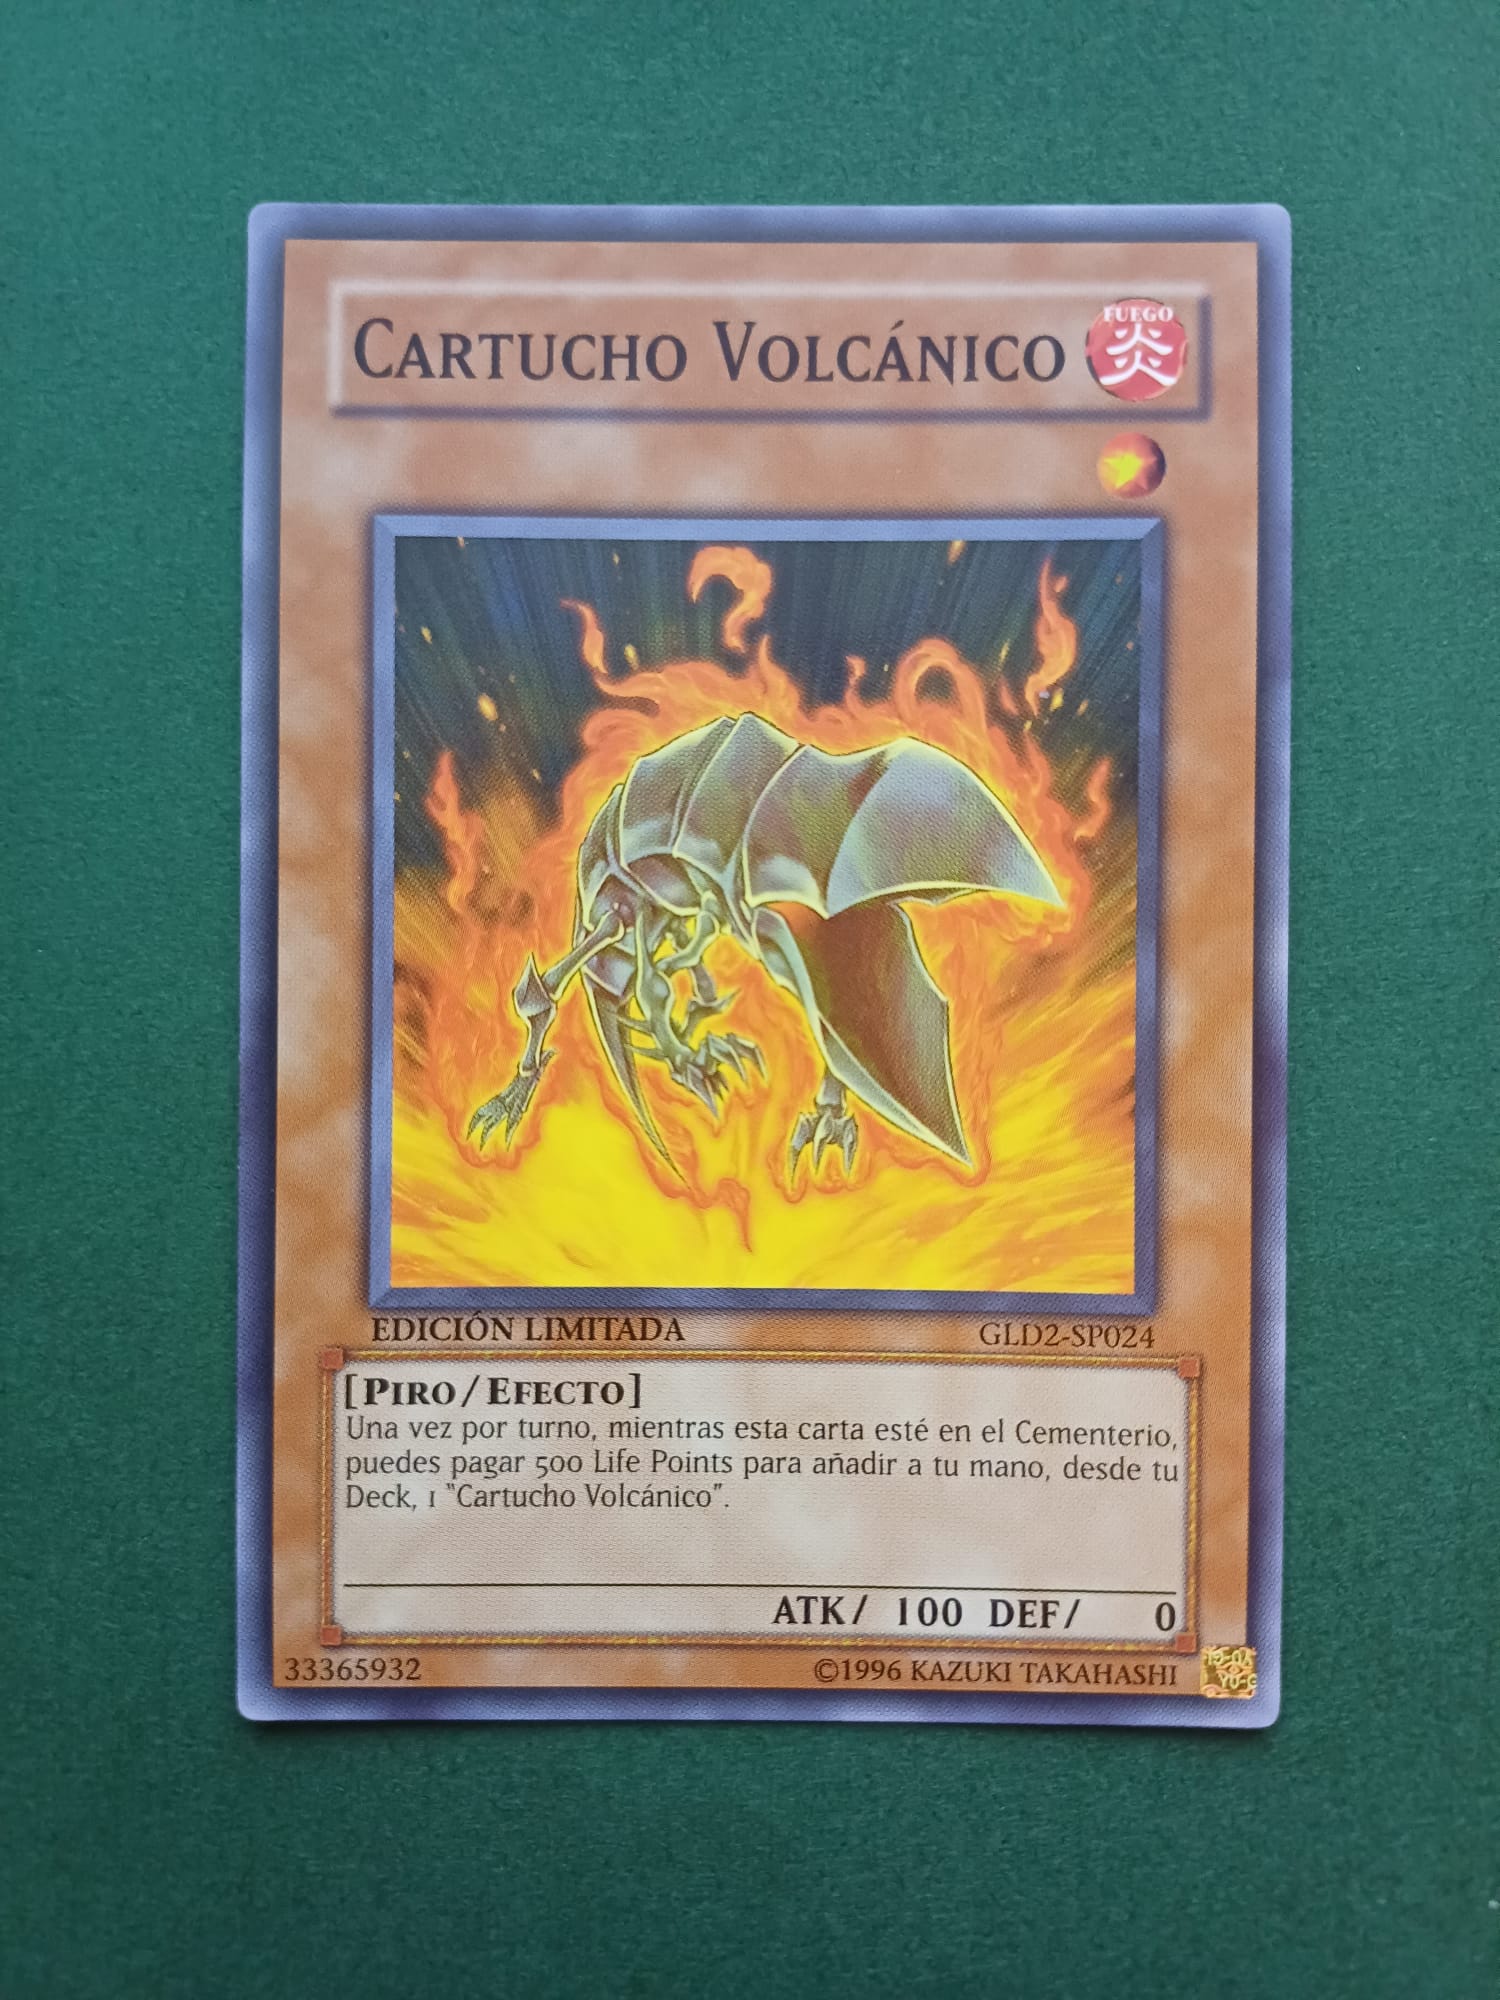 CARTUCHO VOLCÁNICO
FUEGO
炎
EDICIÓN LIMITADA
GLD2-SP024
[PIRO/EFECTO]
Una vez por turno, mientras esta carta esté en el Cementerio,
puedes pagar 500 Life Points para añadir a tu mano, desde tu
Deck, 1 "Cartucho Volcánico".
ATK/ 100 DEF/ 0
33365932
©1996 KAZUKI TAKAHASHI